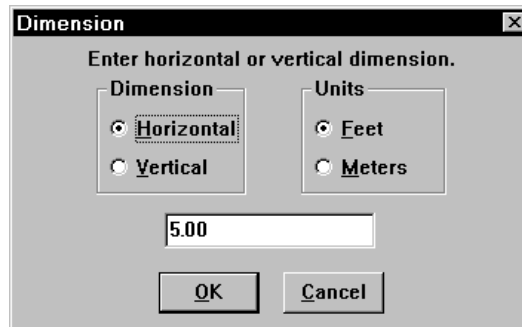 Dimension
Enter horizontal or vertical dimension.
Dimension
Horizontal
Vertical
Units
Feet
Meters
5.00
OK
Cancel